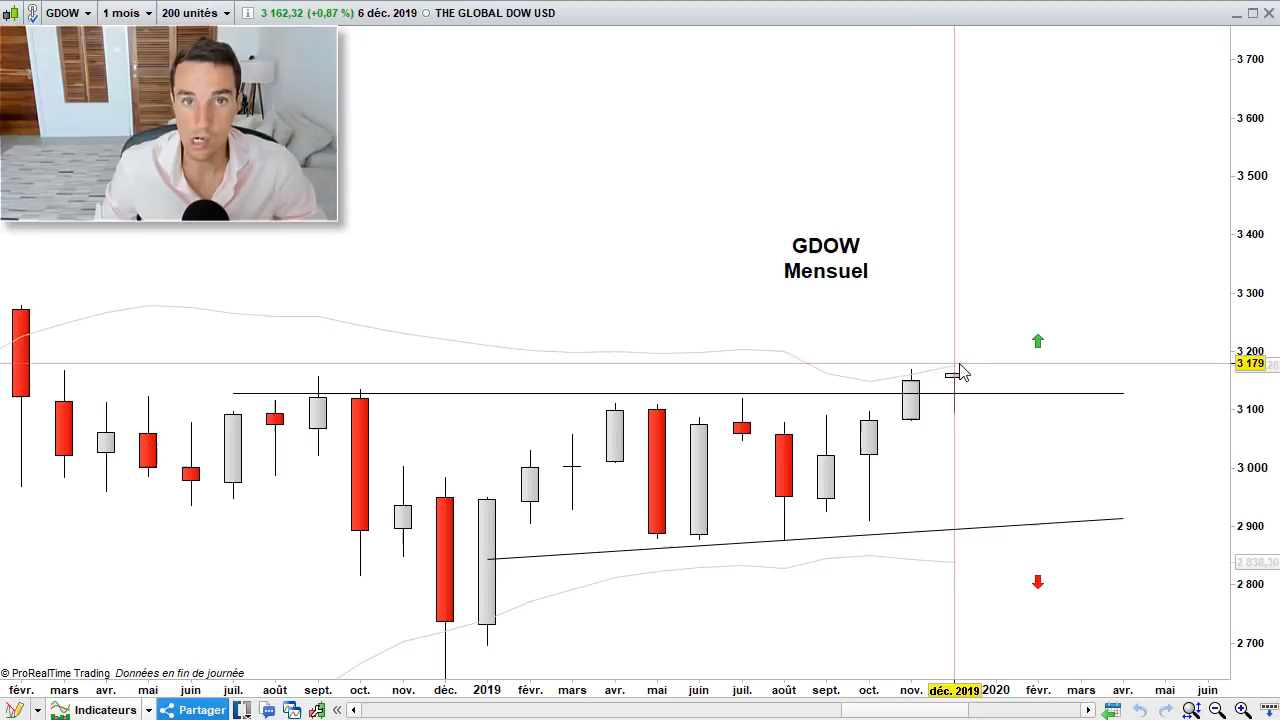 GDOW 1 mois 200 unités 3 162,32 (+0,87 %) 6 déc. 2019 THE GLOBAL DOW USD
3 700
3 600
3 500
GDOW
3 400
Mensuel
3 300
3 200
3 179
3 100
3 000
2 900
2 838,30
2 800
2 700
© ProRealTime Trading Données en fin de journée
févr. mars avr. mai juin juil. août sept. oct. nov. déc. 2019 févr. mars avr. mai juin juil. août sept. oct. nov. déc. 2019 2020 févr. mars avr. mai juin
Indicateurs Partager